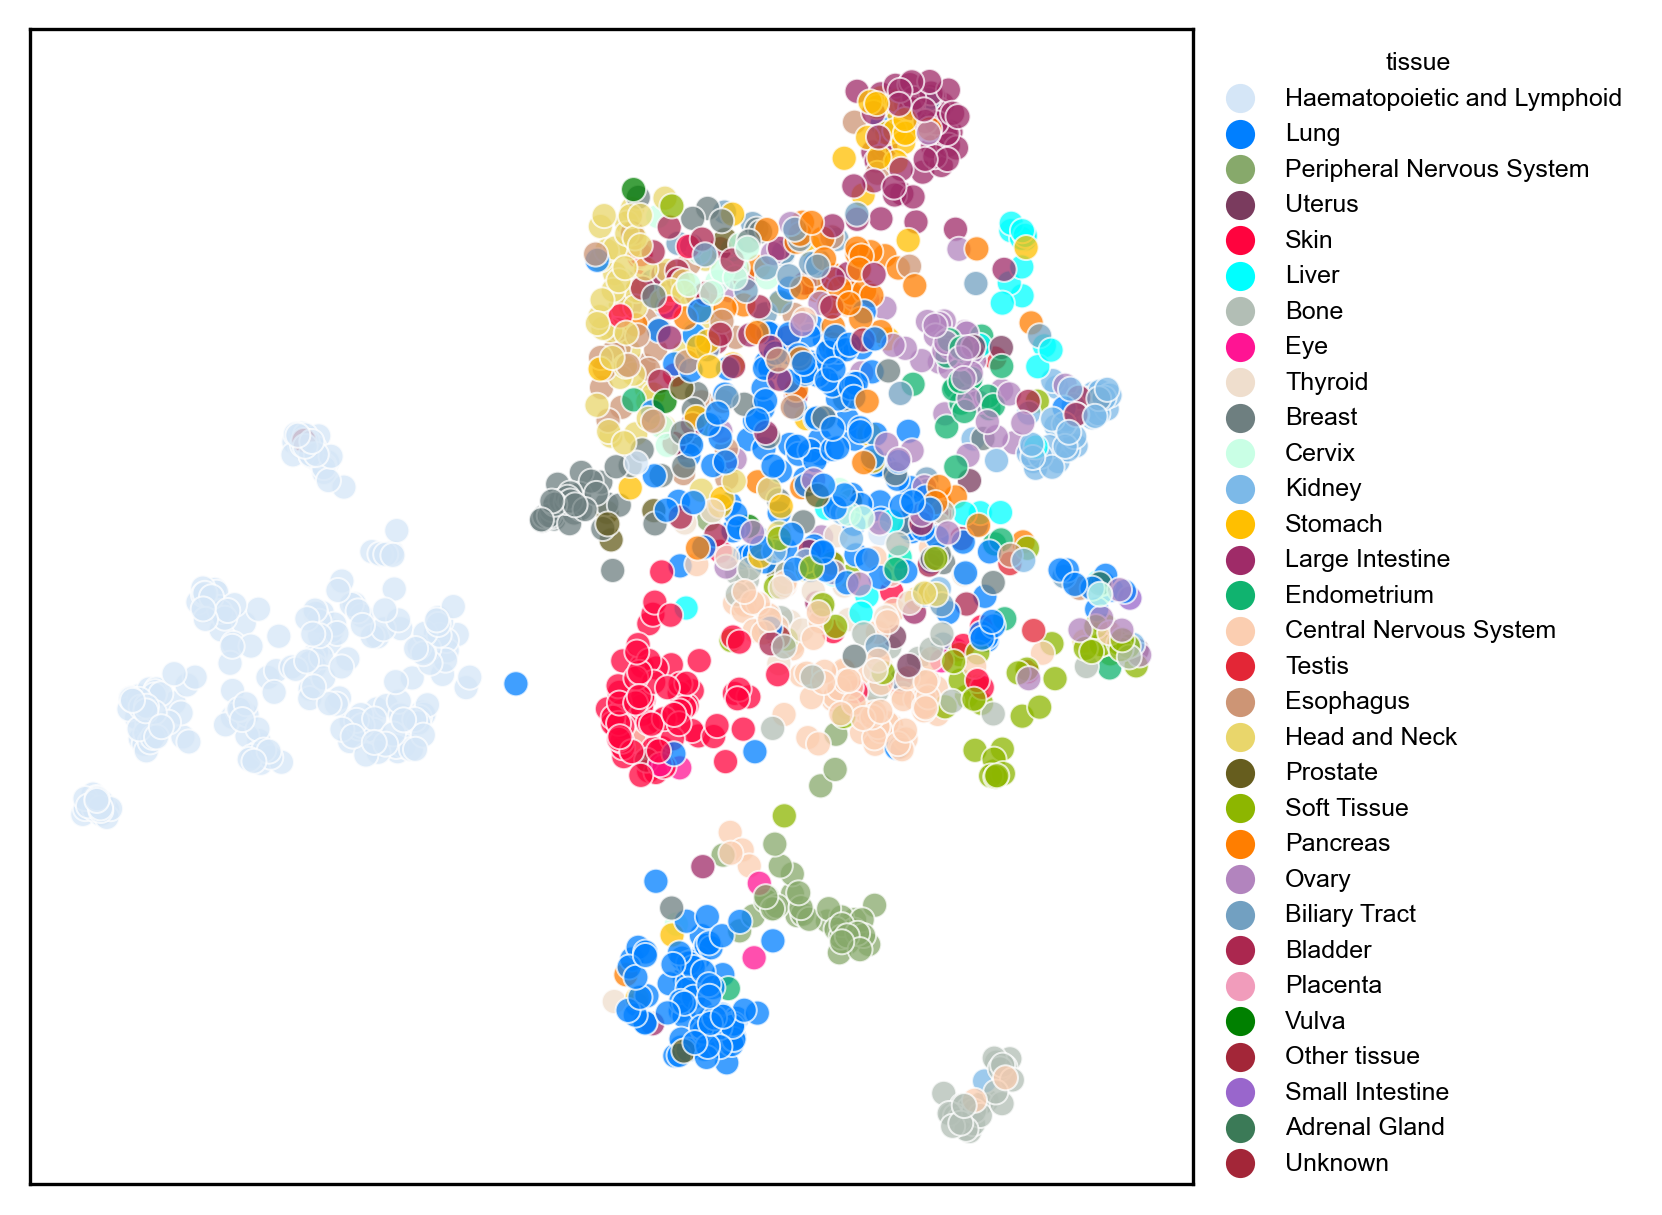 tissue
Haematopoietic and Lymphoid
Lung
Peripheral Nervous System
Uterus
Skin
Liver
Bone
Eye
Thyroid
Breast
Cervix
Kidney
Stomach
Large Intestine
Endometrium
Central Nervous System
Testis
Esophagus
Head and Neck
Prostate
Soft Tissue
Pancreas
Ovary
Biliary Tract
Bladder
Placenta
Vulva
Other tissue
Small Intestine
Adrenal Gland
Unknown